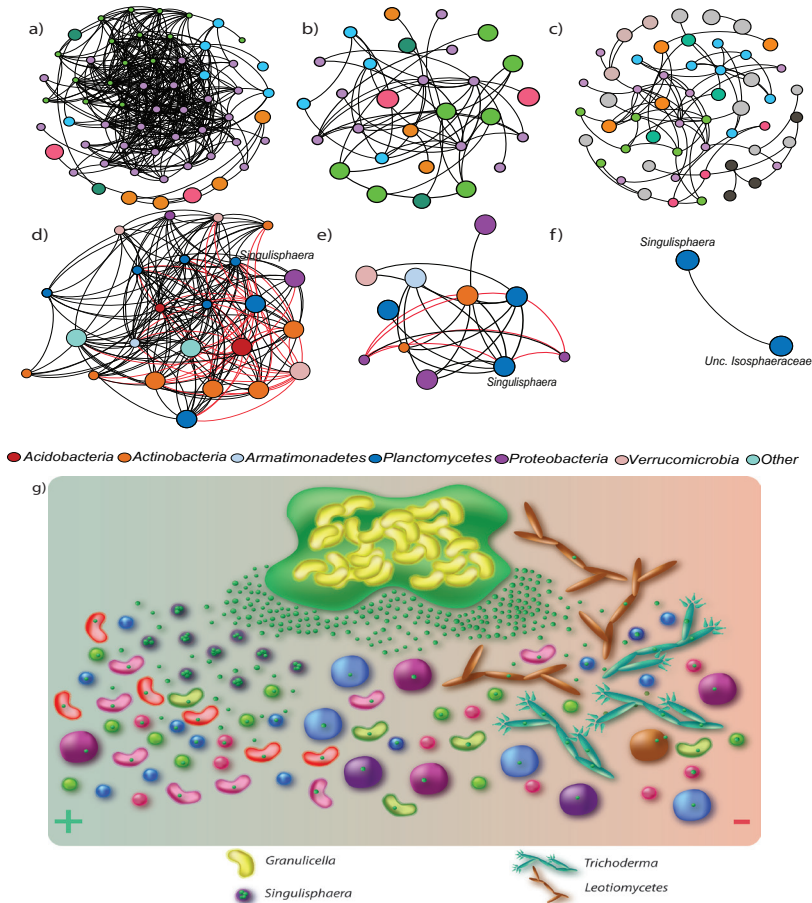 a)
b)
c)
d)
Singulisphaera
e)
Singulisphaera
f)
Singulisphaera
Unc. Isosphaeraceae
Acidobacteria Actinobacteria Armatimonadetes Planctomycetes Proteobacteria Verrucomicrobia Other
g)
+
-
Granulicella
Trichoderma
Singulisphaera
Leotiomycetes